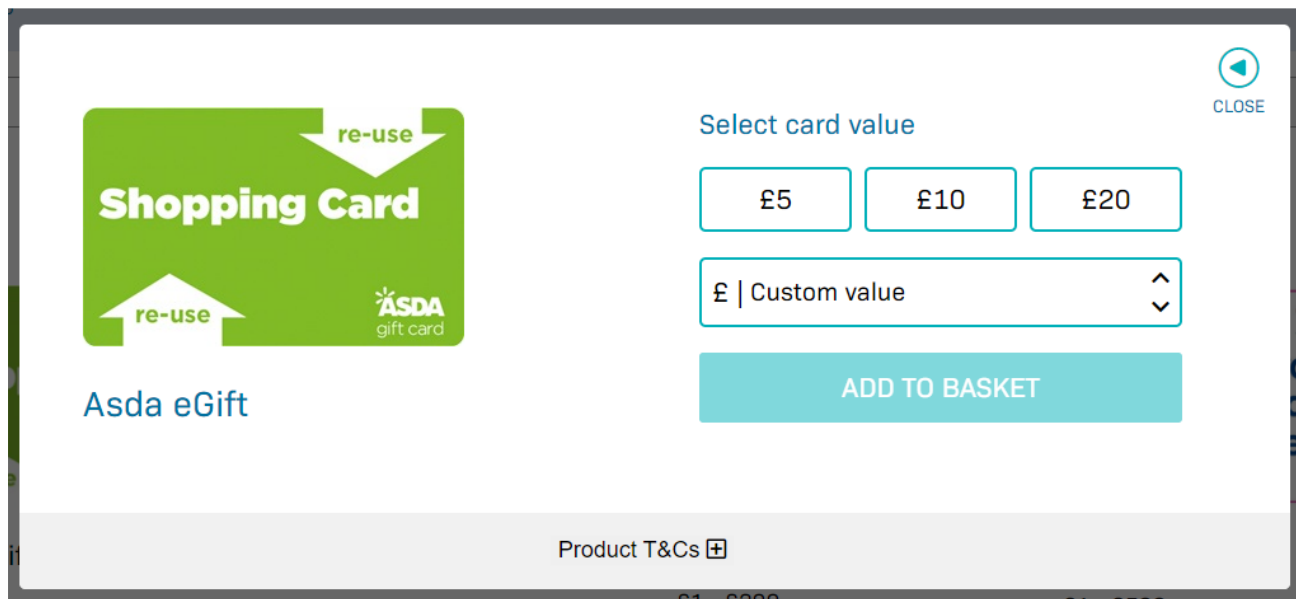 CLOSE
re-use
Shopping Card
re-use
ASDA
gift card
Asda eGift
Select card value
£5
£10
£20
£ | Custom value
ADD TO BASKET
Product T&Cs